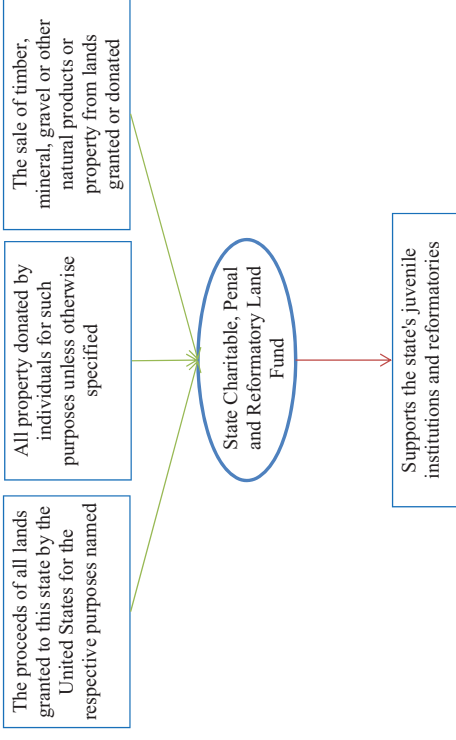 The proceeds of all lands
granted to this state by the
United States for the
respective purposes named
All property donated by
individuals for such
purposes unless otherwise
specified
The sale of timber,
mineral, gravel or other
natural products or
property from lands
granted or donated
State Charitable, Penal
and Reformatory Land
Fund
Supports the state's juvenile
institutions and reformatories